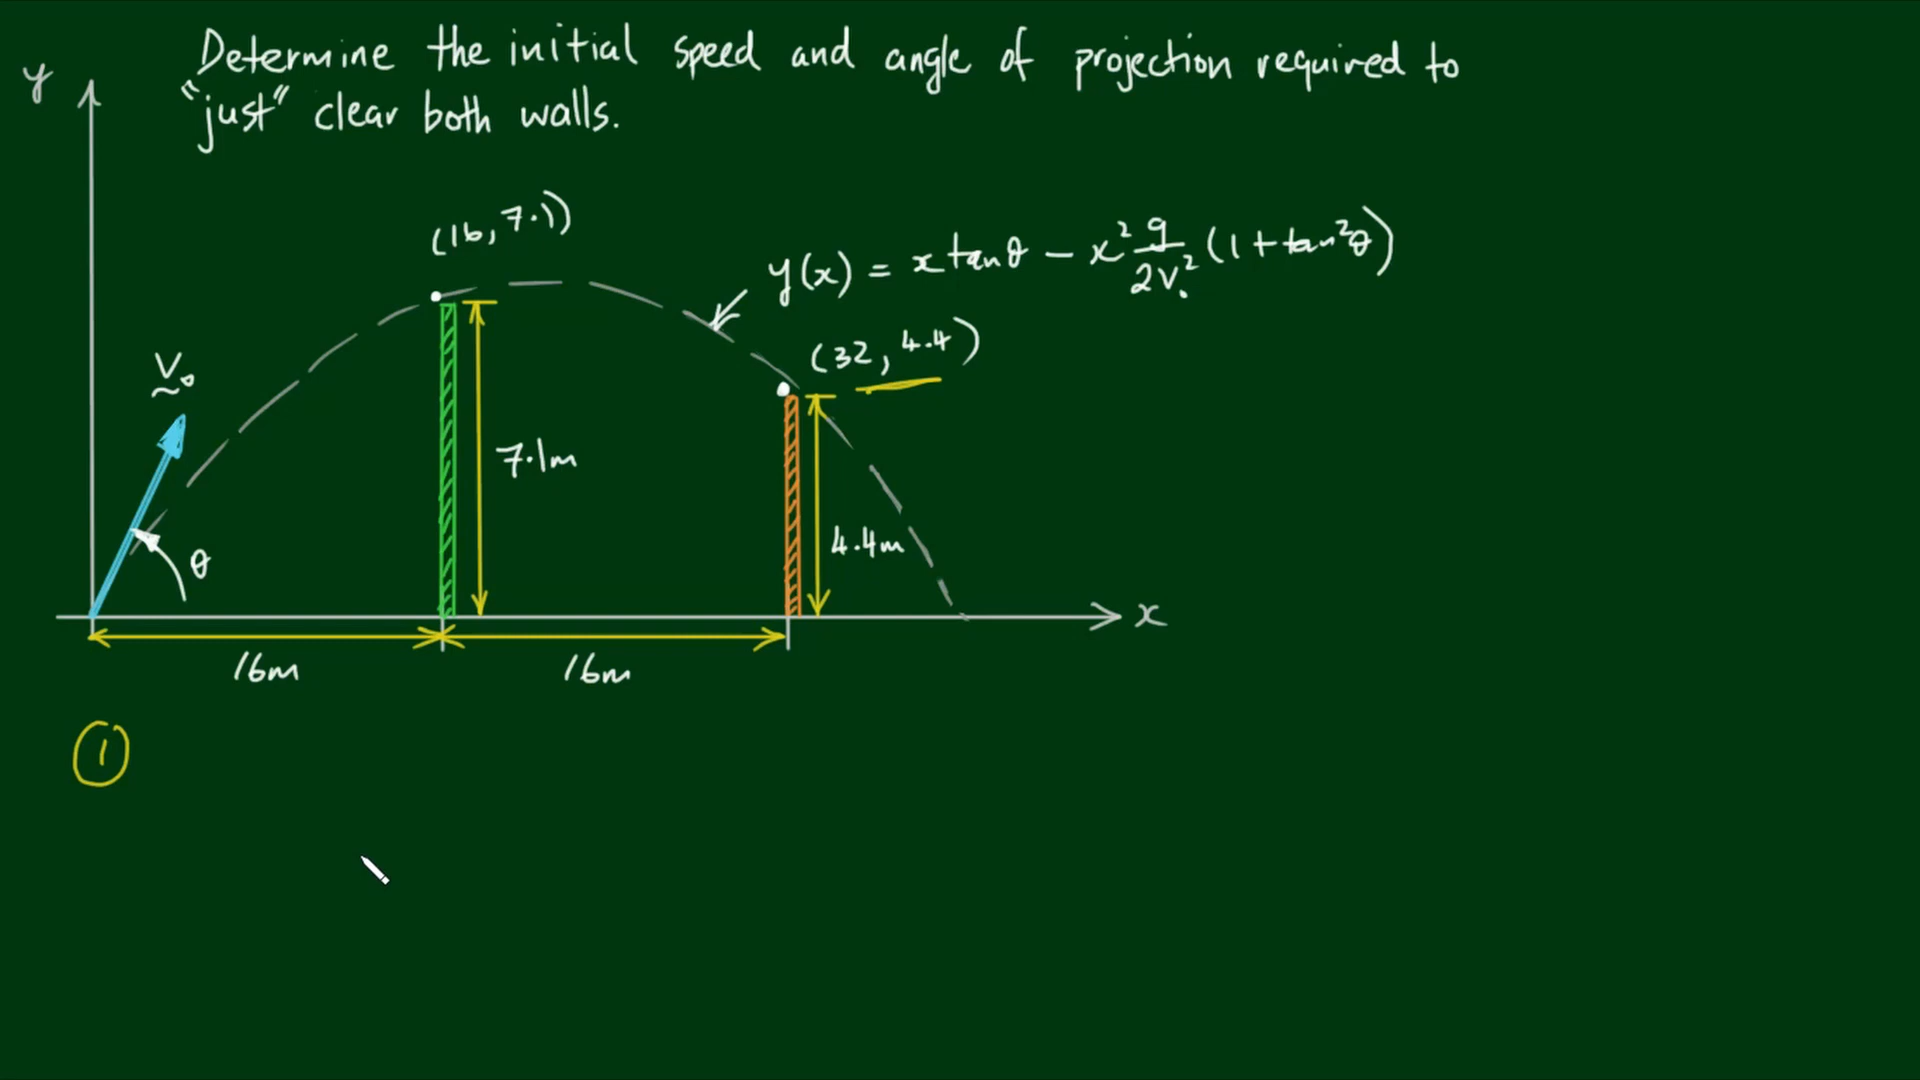 Determine the initial speed and angle of projection required to
"just" clear both walls.
y
(16, 7.1)
y(x) = x tanθ − x² g/2V₀² (1 + tan²θ)
(32, 4.4)
V₀
7.1m
4.4m
θ
x
16m
16m
1